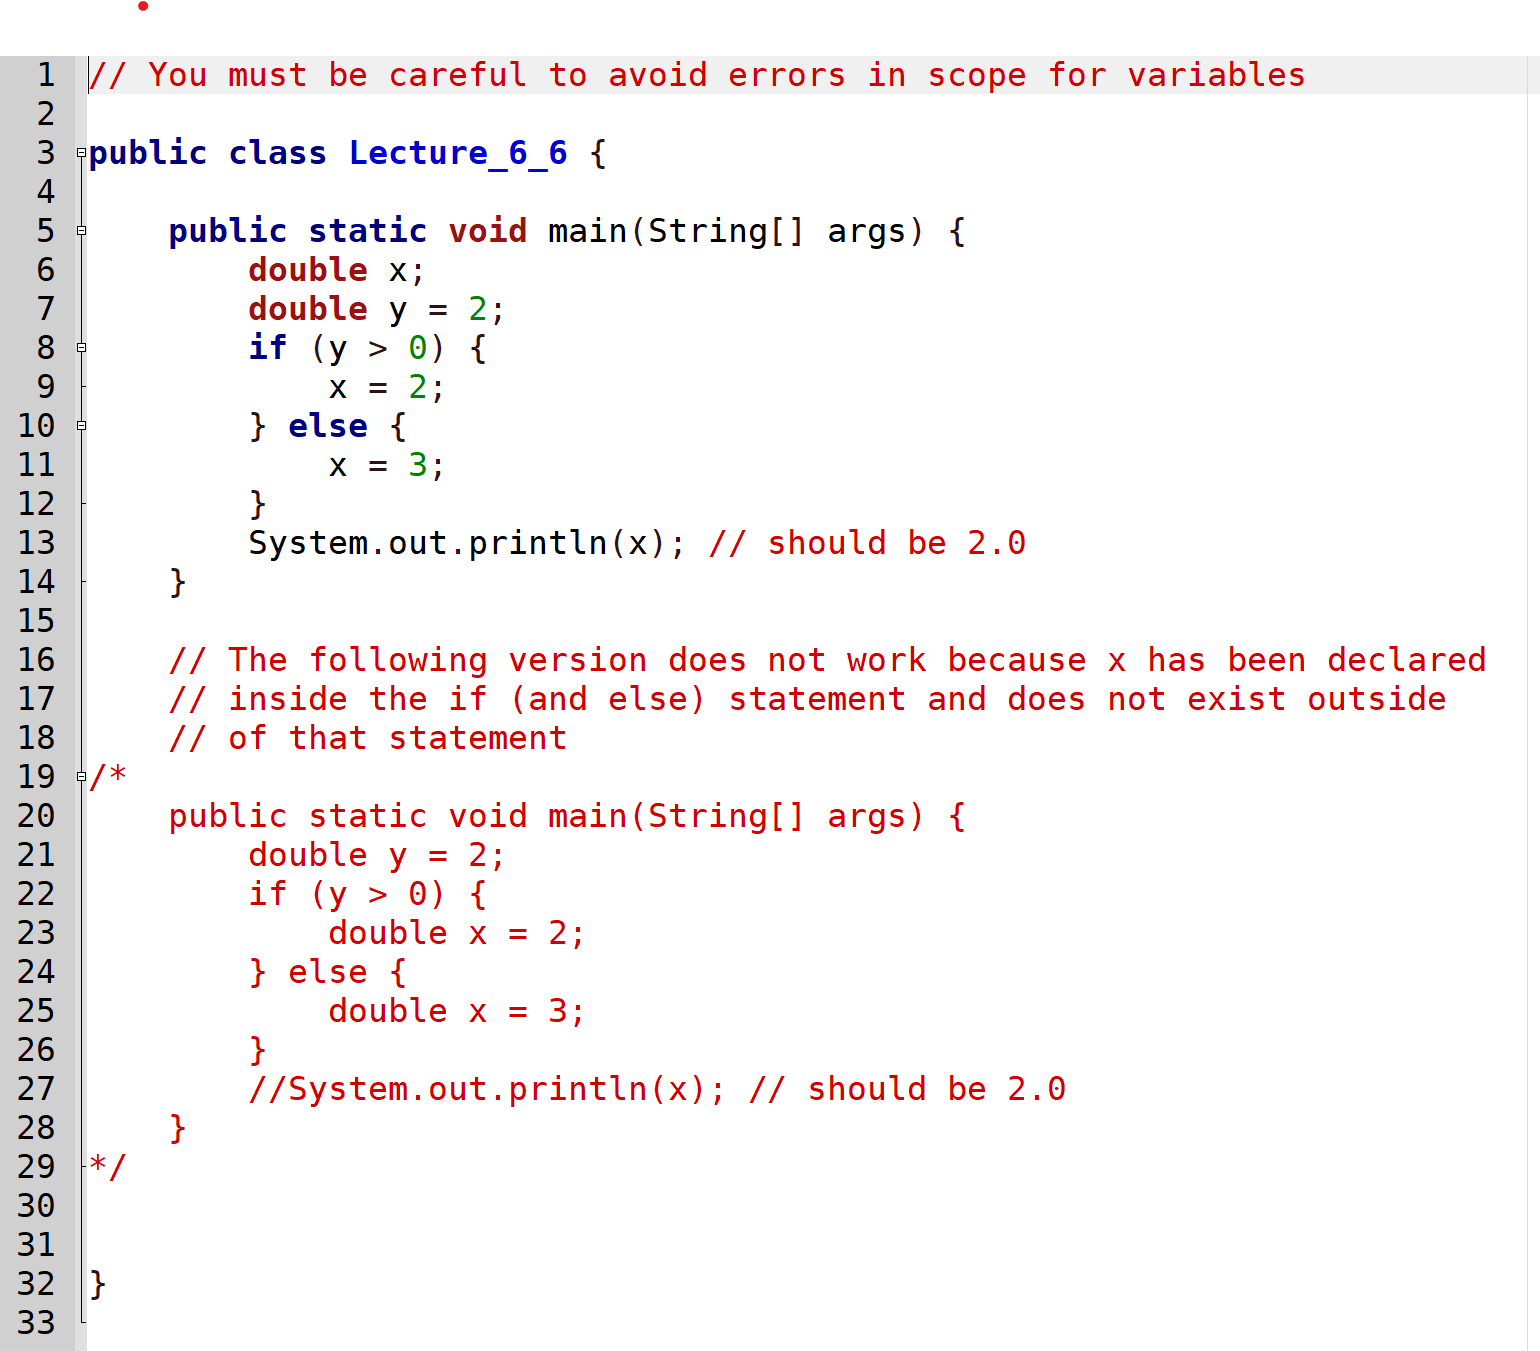 1 // You must be careful to avoid errors in scope for variables
2
3 public class Lecture_6_6 {
4
5     public static void main(String[] args) {
6         double x;
7         double y = 2;
8         if (y > 0) {
9             x = 2;
10         } else {
11             x = 3;
12         }
13         System.out.println(x); // should be 2.0
14     }
15
16     // The following version does not work because x has been declared
17     // inside the if (and else) statement and does not exist outside
18     // of that statement
19 /*
20     public static void main(String[] args) {
21         double y = 2;
22         if (y > 0) {
23             double x = 2;
24         } else {
25             double x = 3;
26         }
27         //System.out.println(x); // should be 2.0
28     }
29 */
30
31
32 }
33